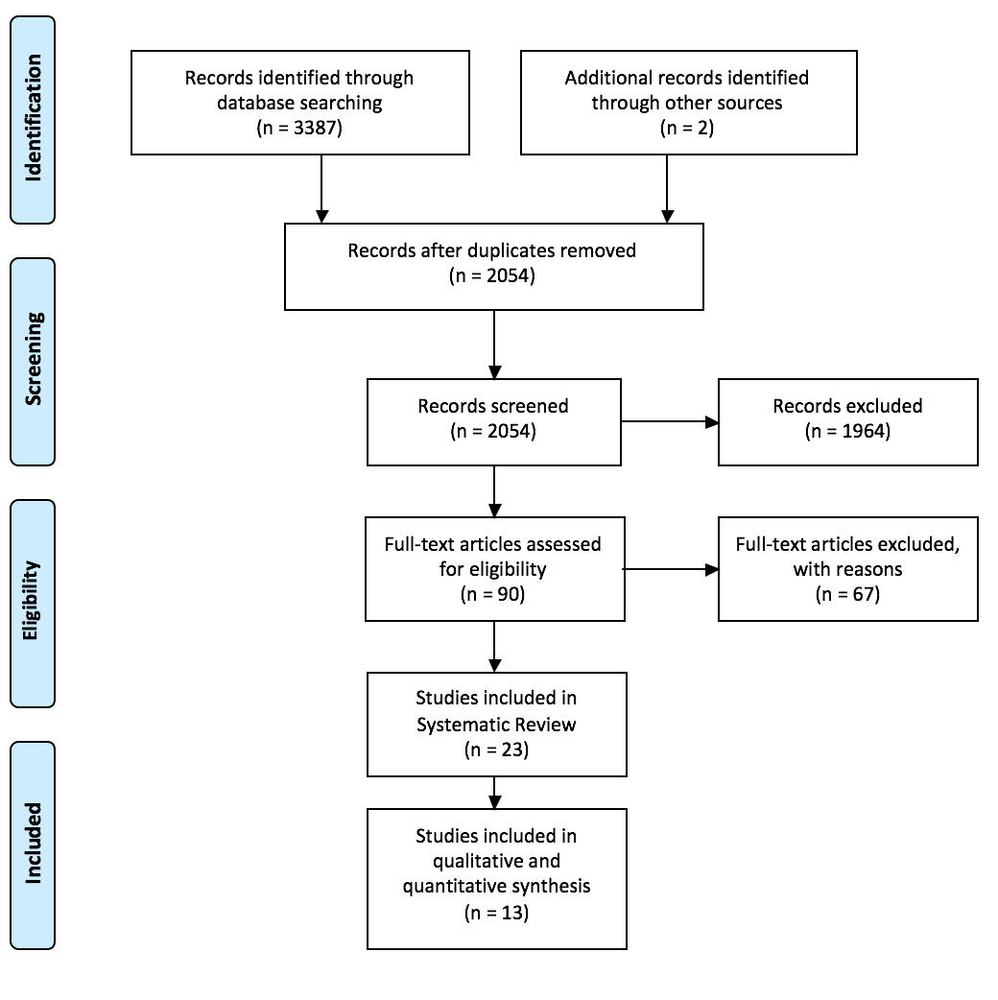 Identification
Records identified through
database searching
(n = 3387)
Additional records identified
through other sources
(n = 2)
Screening
Records after duplicates removed
(n = 2054)
Records screened
(n = 2054)
Records excluded
(n = 1964)
Eligibility
Full-text articles assessed
for eligibility
(n = 90)
Full-text articles excluded,
with reasons
(n = 67)
Studies included in
Systematic Review
(n = 23)
Included
Studies included in
qualitative and
quantitative synthesis
(n = 13)